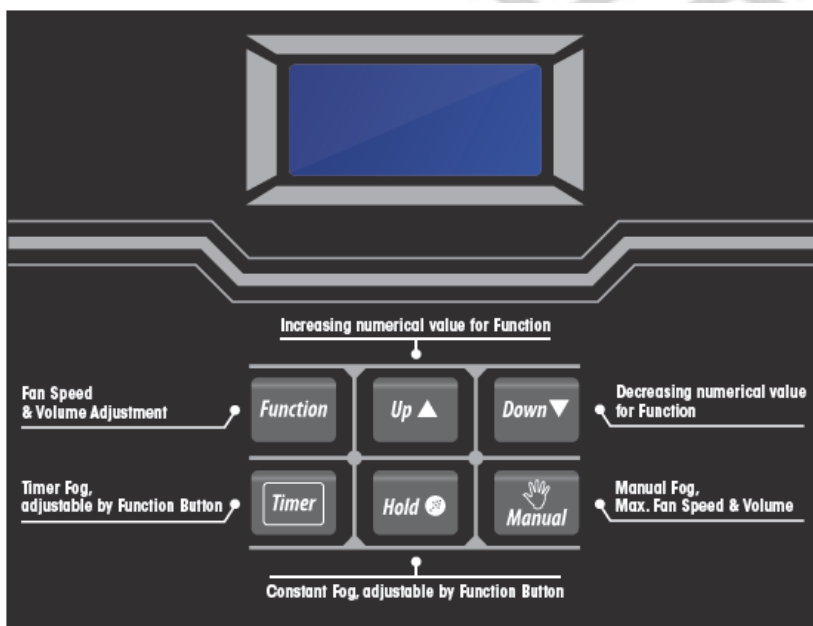 Increasing numerical value for Function
Fan Speed
& Volume Adjustment
Function
Up
Down
Decreasing numerical value
for Function
Timer Fog,
adjustable by Function Button
Timer
Hold
Manual
Manual Fog,
Max. Fan Speed & Volume
Constant Fog, adjustable by Function Button